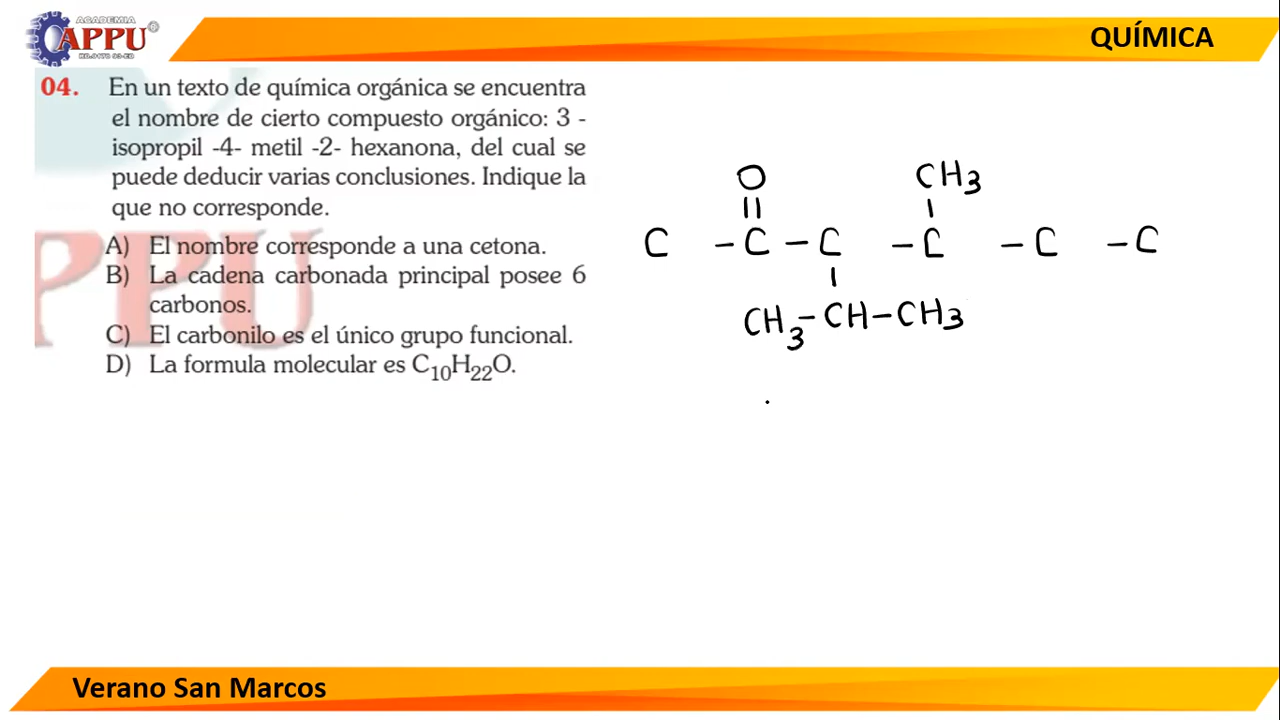 ACADEMIA
APPU
QUÍMICA
04. En un texto de química orgánica se encuentra
el nombre de cierto compuesto orgánico: 3 -
isopropil -4- metil -2- hexanona, del cual se
puede deducir varias conclusiones. Indique la
que no corresponde.
A) El nombre corresponde a una cetona.
B) La cadena carbonada principal posee 6
carbonos.
C) El carbonilo es el único grupo funcional.
D) La formula molecular es C₁₀H₂₂O.
O CH3
C - C - C - C - C - C
CH3 - CH - CH3
Verano San Marcos